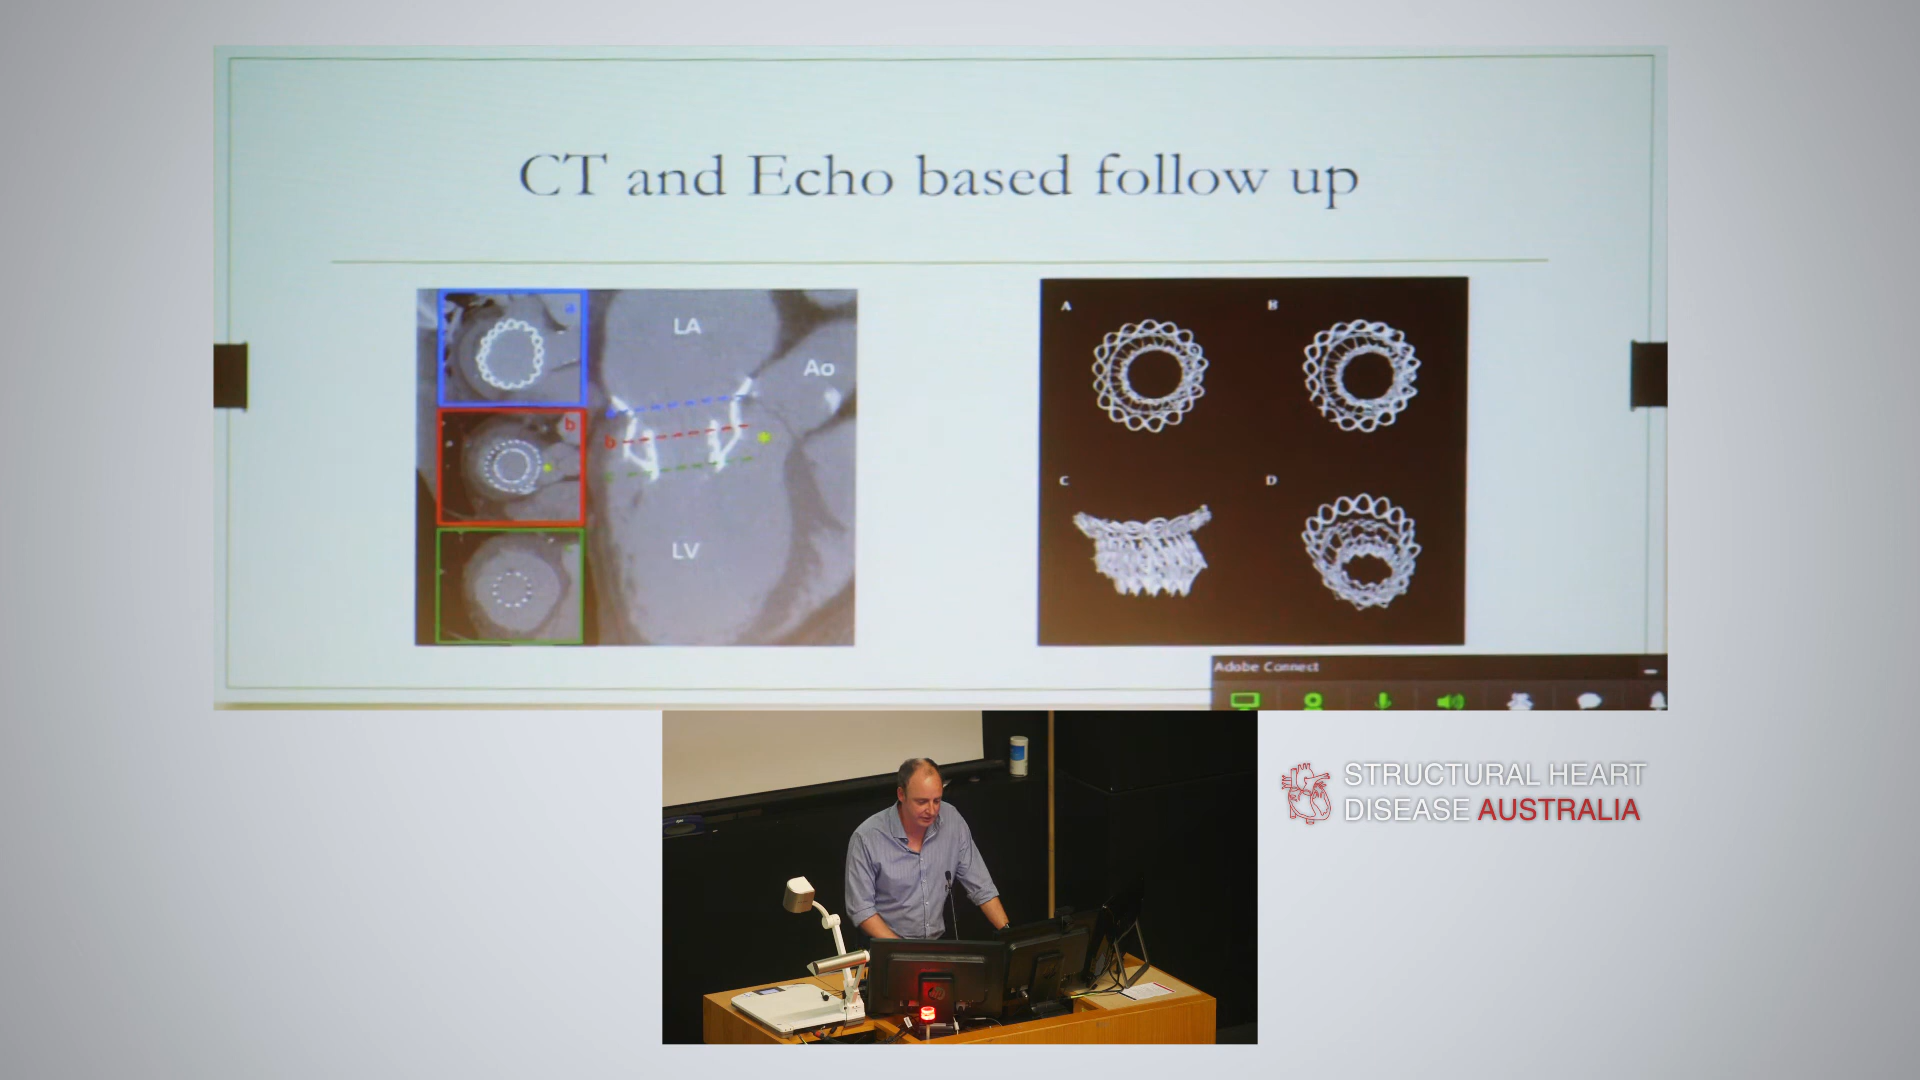 CT and Echo based follow up
a
LA
Ao
b
b
LV
A
B
C
D
Adobe Connect
STRUCTURAL HEART
DISEASE AUSTRALIA